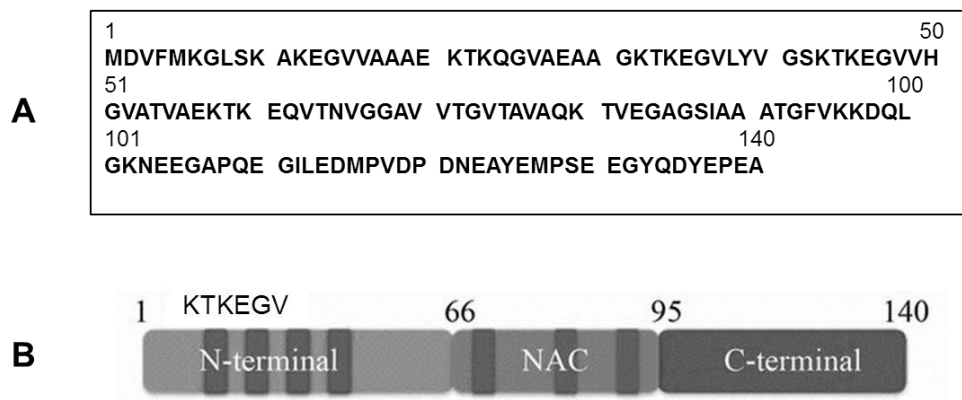 1 50
MDVFMKGLSK AKEGVVAAAE KTKQGVAEAA GKTKEGVLYV GSKTKEGVVH
51 100
GVATVAEKTK EQVTNVGGAV VTGVTAVAQK TVEGAGSIAA ATGFVKKDQL
A
101 140
GKNEEGAPQE GILEDMPVDP DNEAYEMPSE EGYQDYEPEA
1 KTKEGV 66 95 140
B N-terminal NAC C-terminal